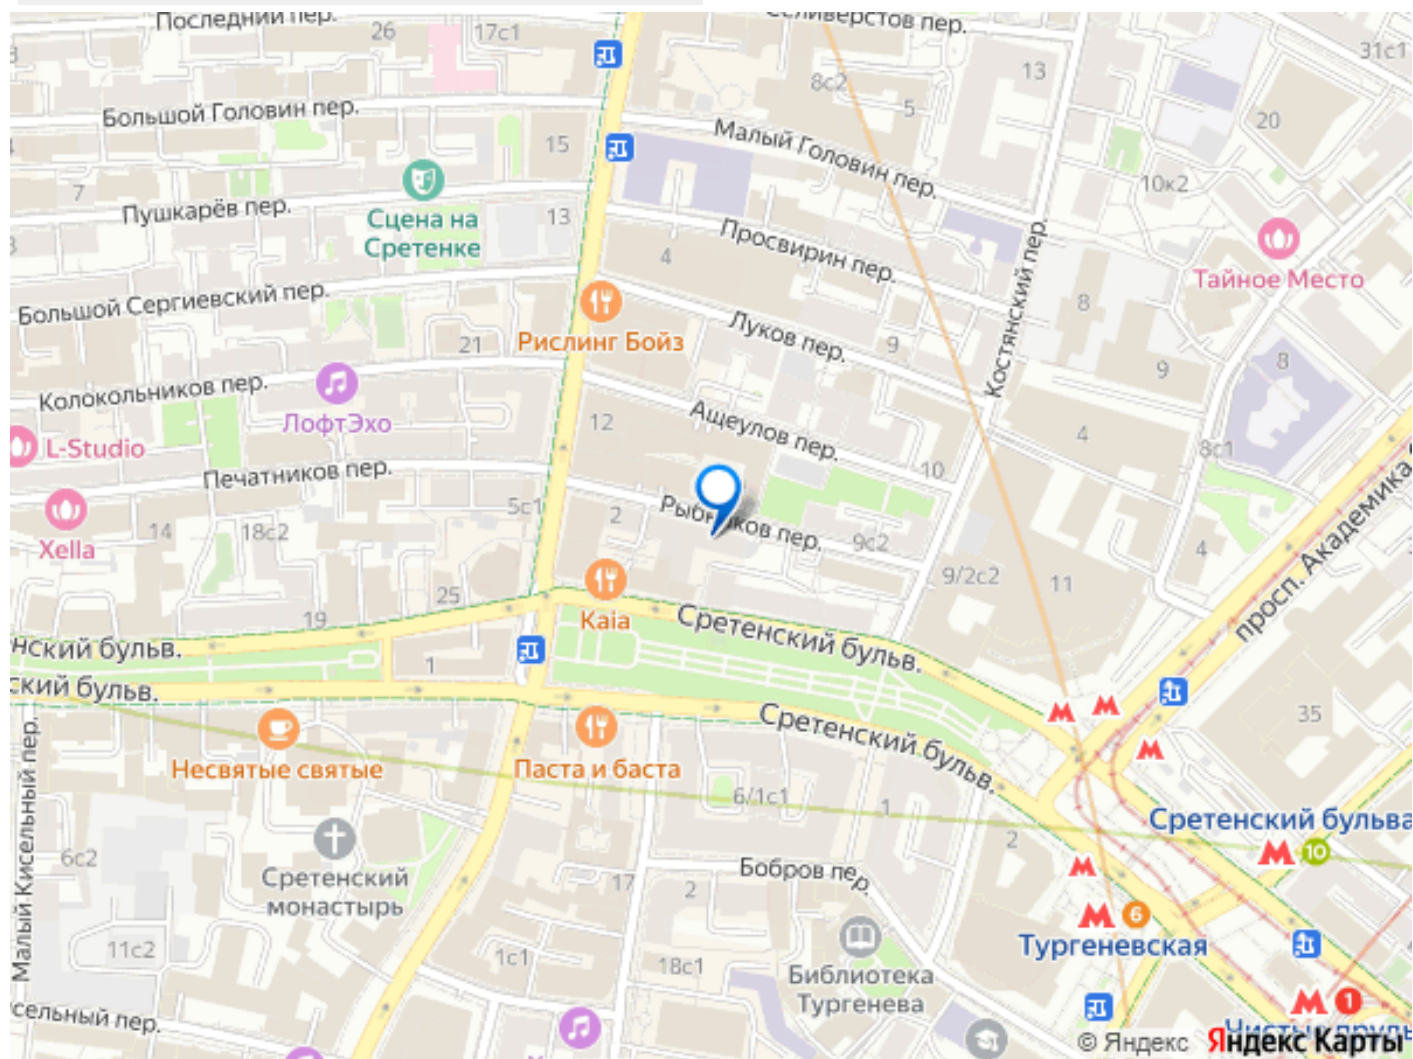 Последний пер.
26
17с1
Селиверстов пер.
31с1
13
8с2
5
20
Большой Головин пер.
15
Малый Головин пер.
7
10к2
Пушкарёв пер.
Сцена на
Сретенке
13
Просвирин пер.
4
Костянский пер.
Тайное Место
Большой Сергиевский пер.
8
Рислинг Бойз
21
Луков пер.
9
9
8
Колокольников пер.
ЛофтЭхо
12
Ащеулов пер.
4
L-Studio
Печатников пер.
10
8с1
Xella
14
18с2
5с1
2
Рыбников пер.
9с2
4
9/2с2
11
просп. Академика
25
19
Kaia
Сретенский бульв.
нский бульв.
1
ский бульв.
Малый Кисельный пер.
Несвятые святые
Паста и баста
Сретенский бульв.
35
6/1с1
1
2
Сретенский бульва
10
6с2
Сретенский
монастырь
17
2
Бобров пер.
6
Тургеневская
11с2
1с1
18с1
Библиотека
Тургенева
1
сельный пер.
© Яндекс Яндекс Карты